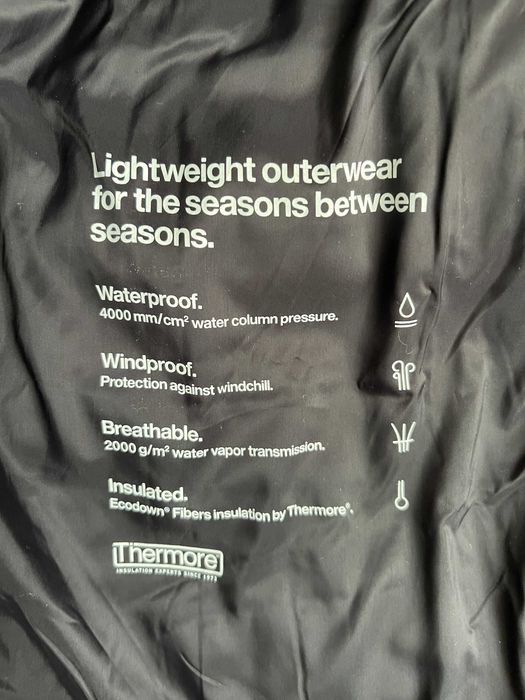 Lightweight outerwear
for the seasons between
seasons.
Waterproof.
4000 mm/cm² water column pressure.
Windproof.
Protection against windchill.
Breathable.
2000 g/m² water vapor transmission.
Insulated.
Ecodown® Fibers insulation by Thermore®.
Thermore
INSULATION EXPERTS SINCE 1972